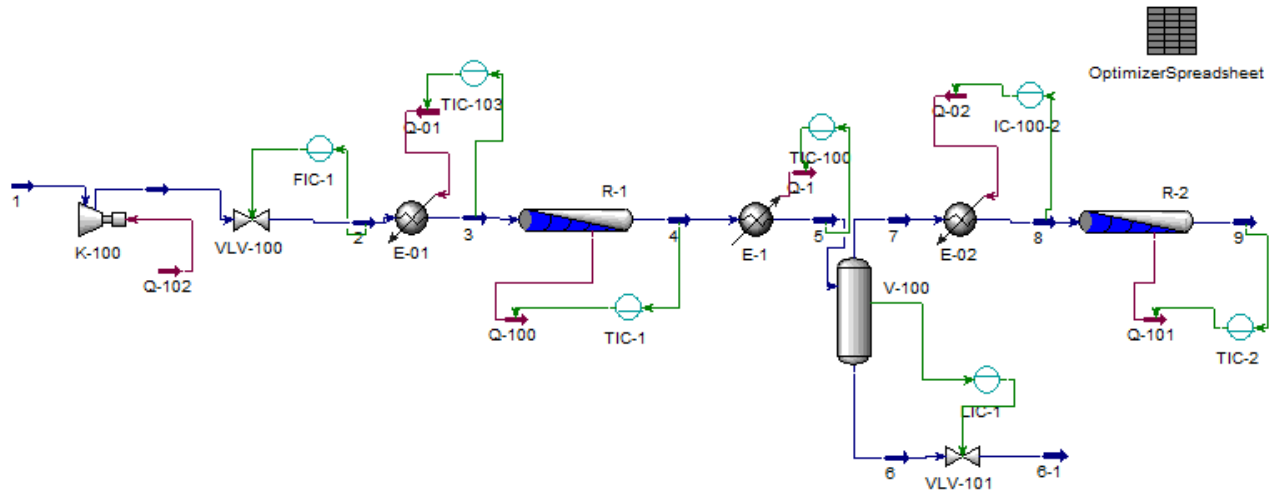 OptimizerSpreadsheet
TIC-103
Q-01
Q-02
IC-100-2
FIC-1
TIC-100
Q-1
1
K-100
VLV-100
2
E-01
3
R-1
4
E-1
5
7
E-02
8
R-2
9
Q-102
V-100
Q-100
TIC-1
Q-101
TIC-2
LIC-1
6
VLV-101
6-1